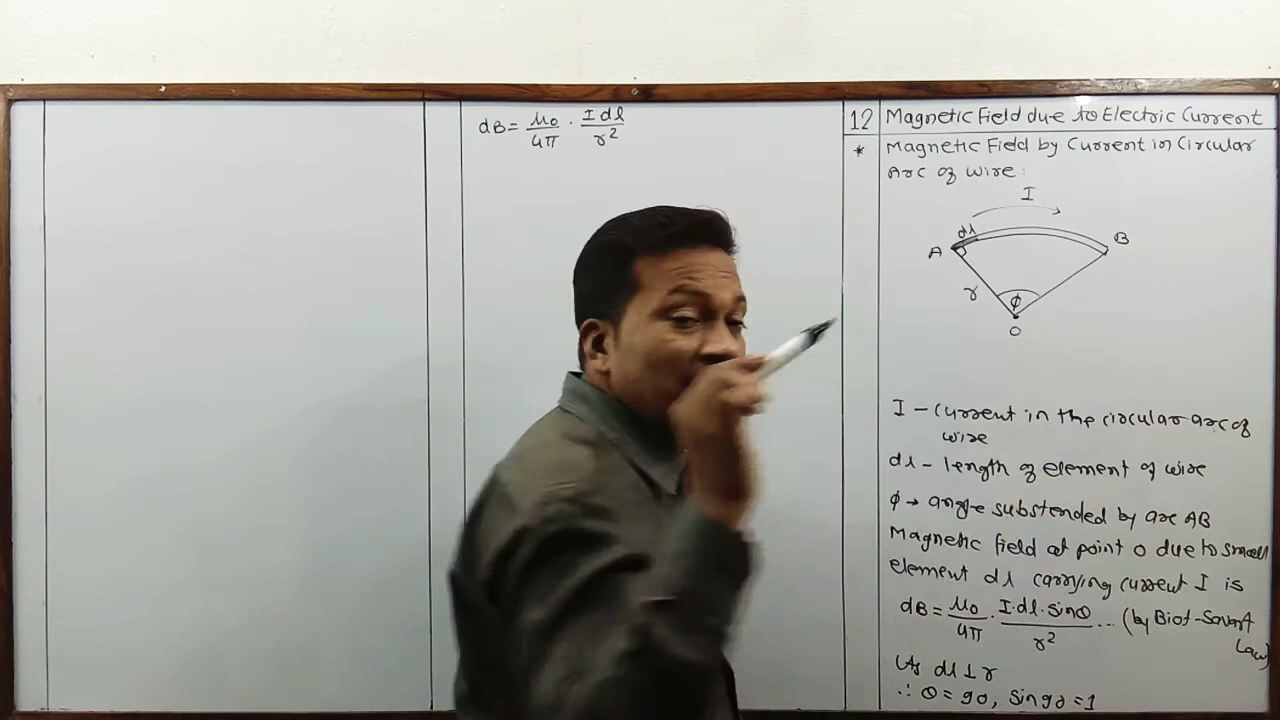 dB = μ0/4π · I dl/r²
12 Magnetic Field due to Electric Current
* Magnetic Field by Current in Circular
Arc of wire:
I
dl
A
B
r
ϕ
O
I – Current in the circular arc of
wire
dl – length of element of wire
ϕ → angle substended by arc AB
Magnetic field at point O due to small
element dl carrying current I is
dB = μ0/4π · I·dl·sinθ/r² ... (by Biot-Savart
Law)
As dl ⊥ r
∴ θ = 90, sin90 = 1